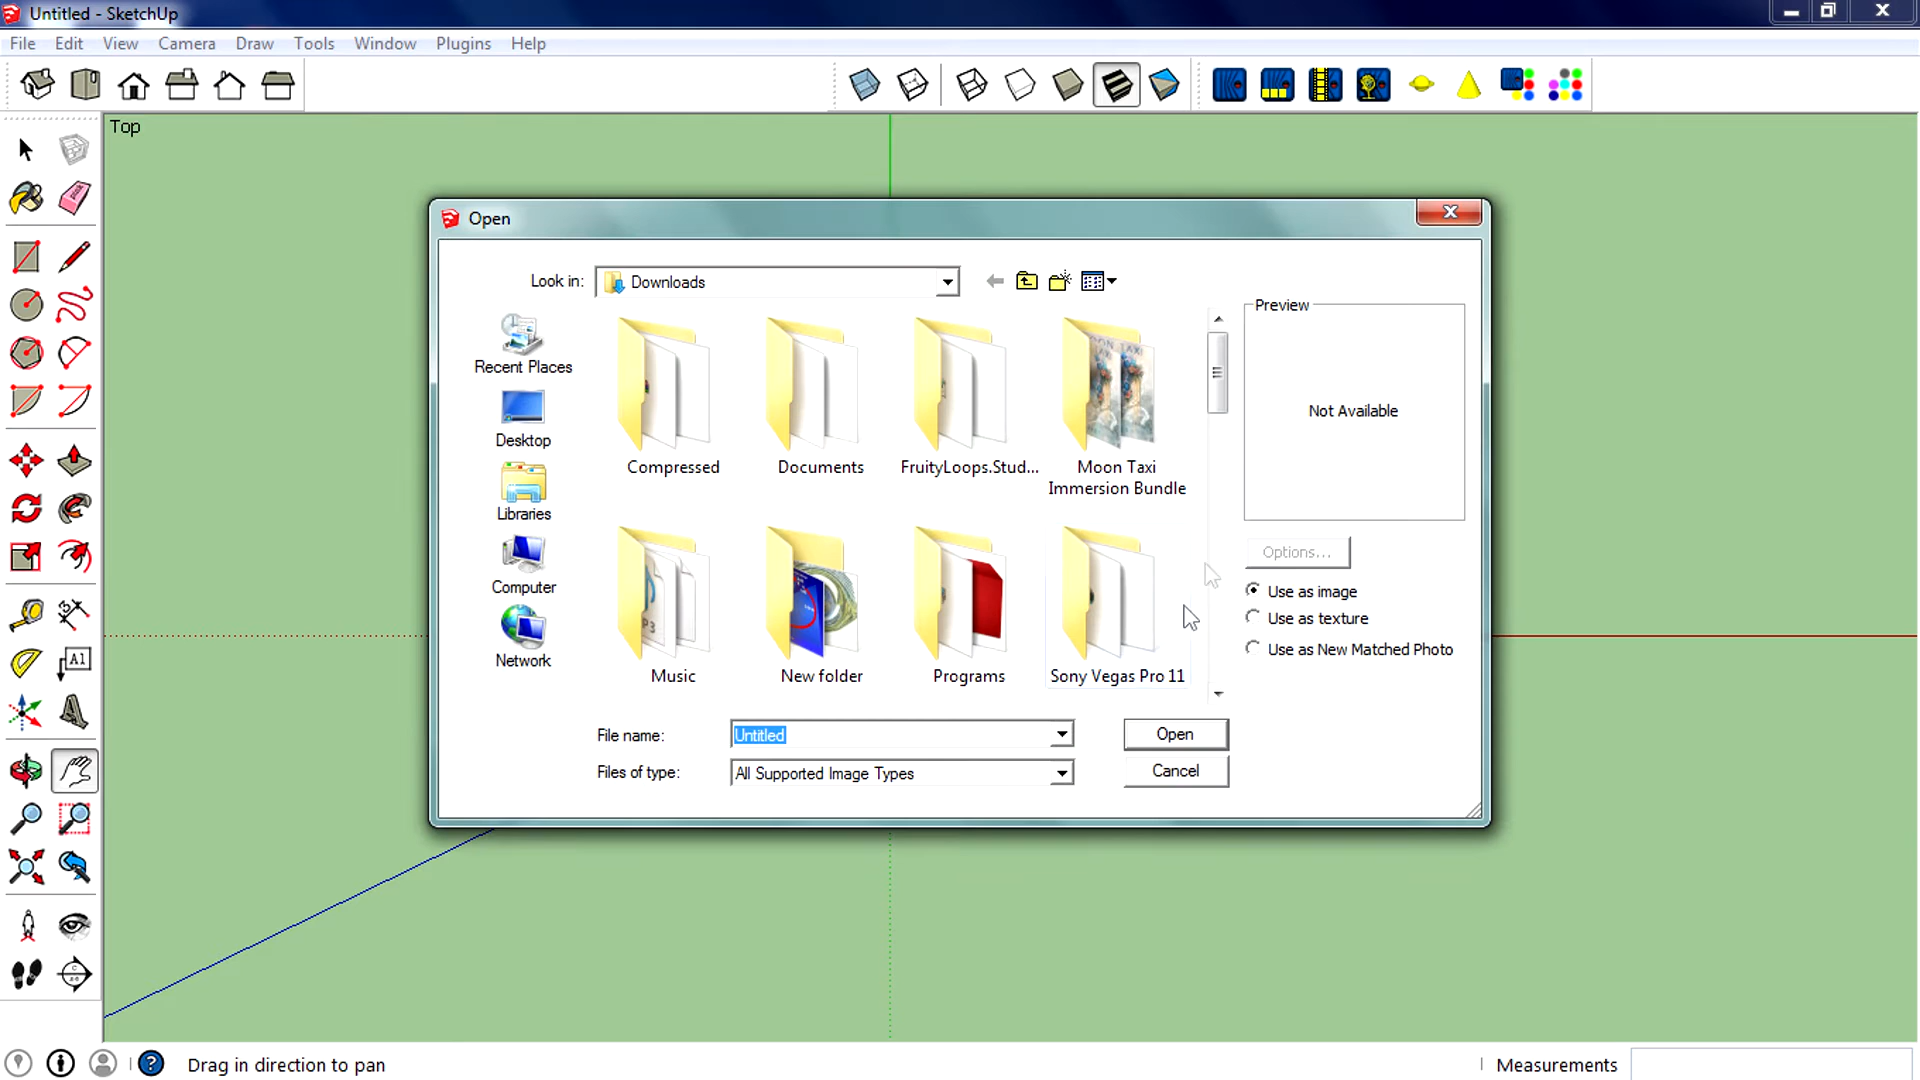 Untitled - SketchUp
File Edit View Camera Draw Tools Window Plugins Help
Top
Open
Look in: Downloads
Preview
Not Available
Recent Places
Desktop
Libraries
Computer
Network
Compressed Documents FruityLoops.Stud... Moon Taxi
Immersion Bundle
Music New folder Programs Sony Vegas Pro 11
Options...
Use as image
Use as texture
Use as New Matched Photo
File name: Untitled Open
Files of type: All Supported Image Types Cancel
Drag in direction to pan
Measurements